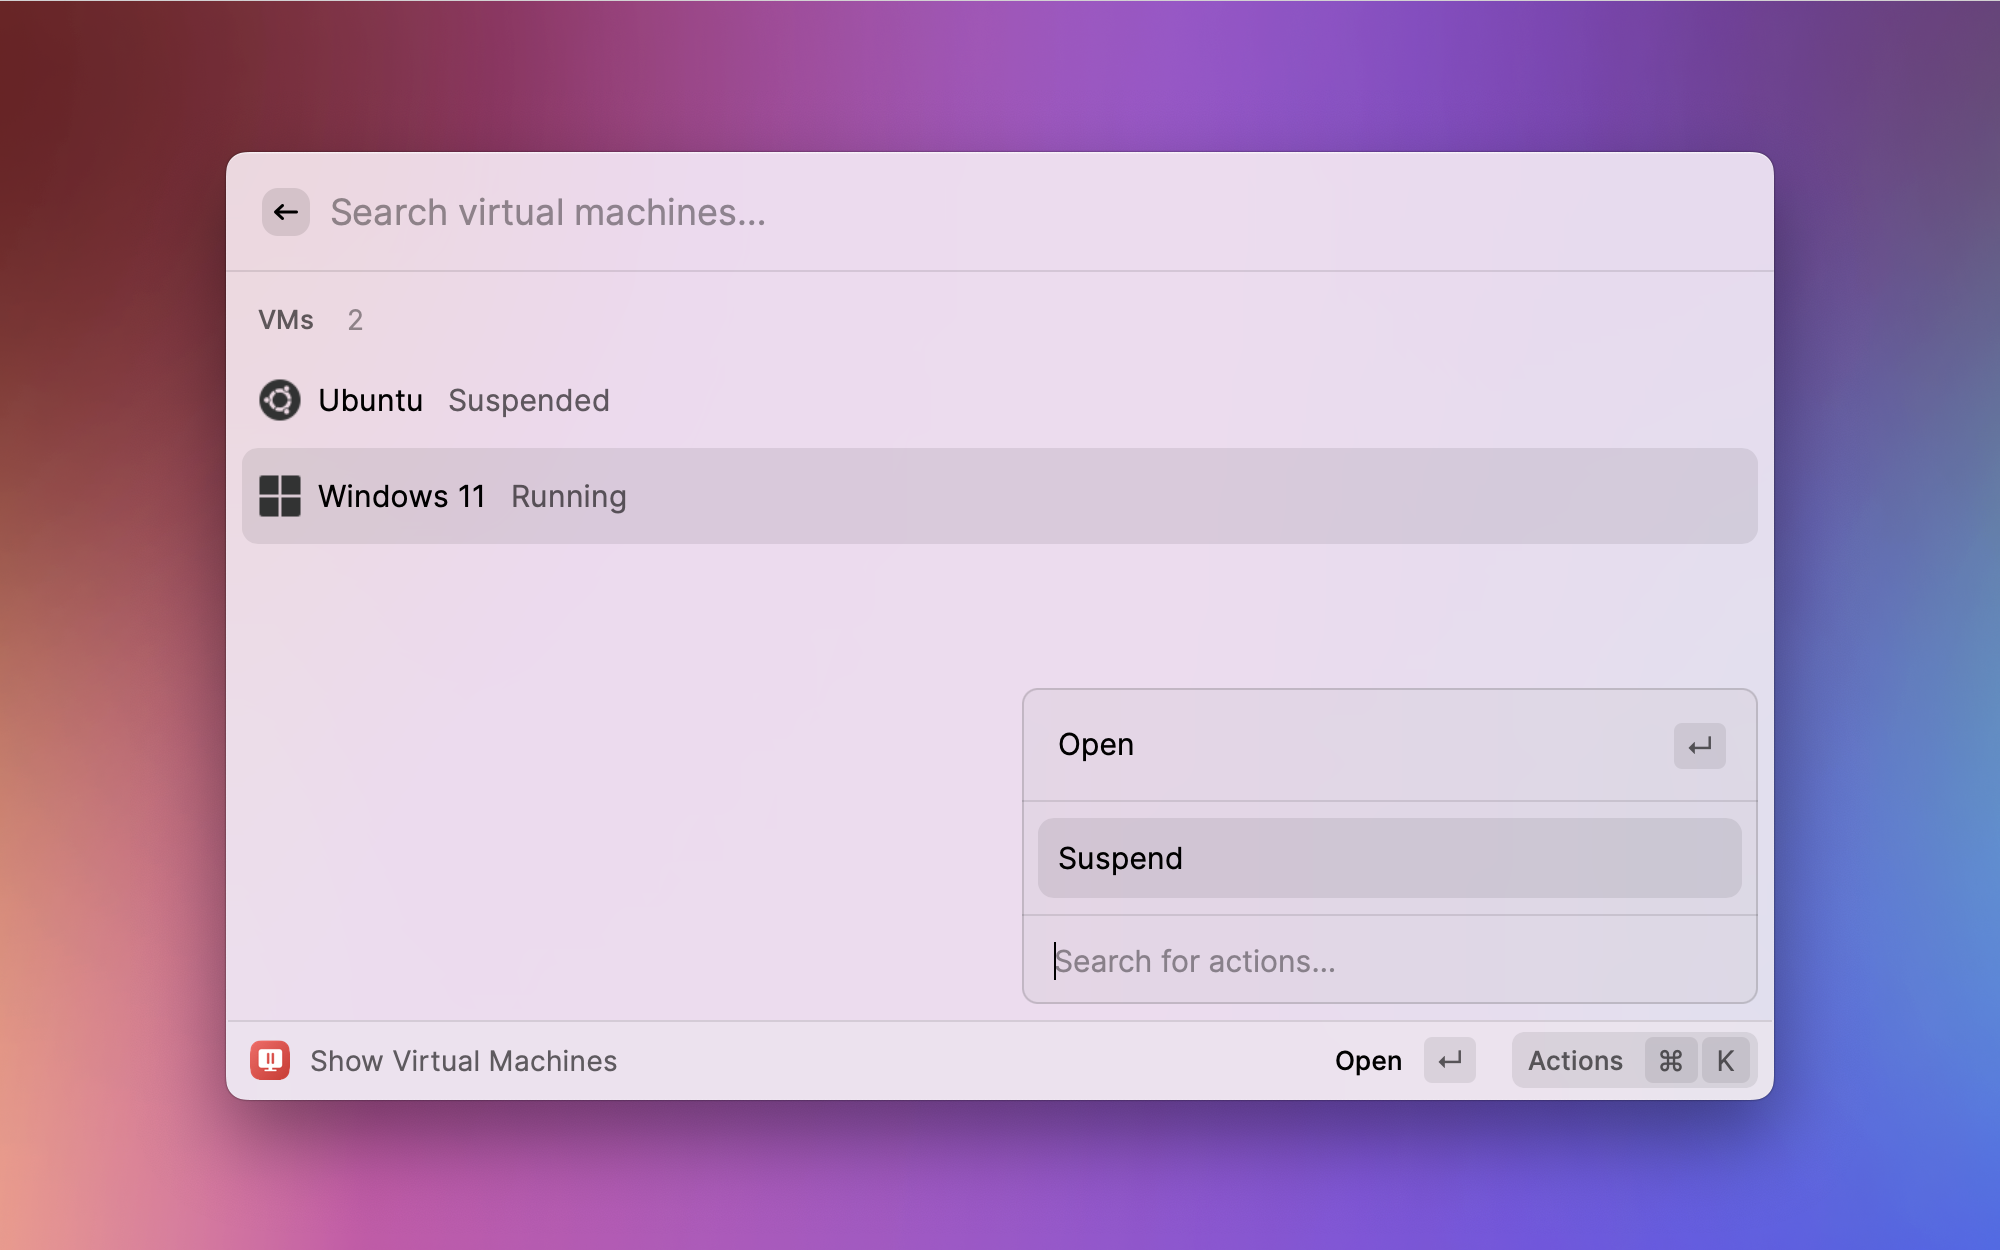 Search virtual machines...
VMs 2
Ubuntu Suspended
Windows 11 Running
Open
Suspend
Search for actions...
Show Virtual Machines
Open
Actions ⌘ K